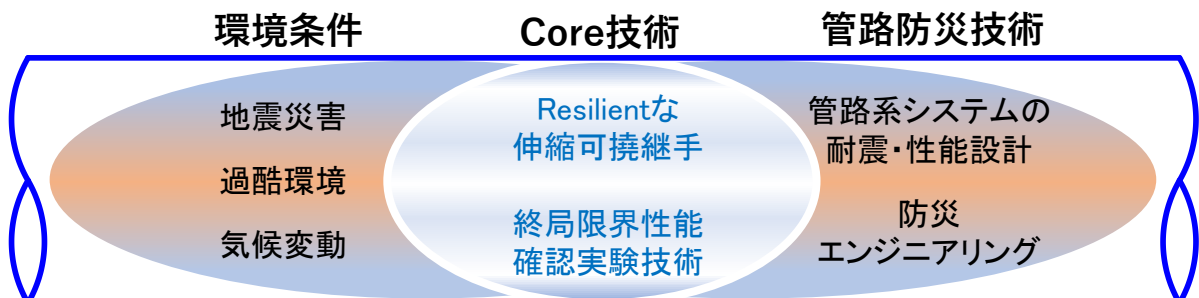 環境条件
Core技術
管路防災技術
地震災害
過酷環境
気候変動
Resilientな
伸縮可撓継手
終局限界性能
確認実験技術
管路系システムの
耐震・性能設計
防災
エンジニアリング